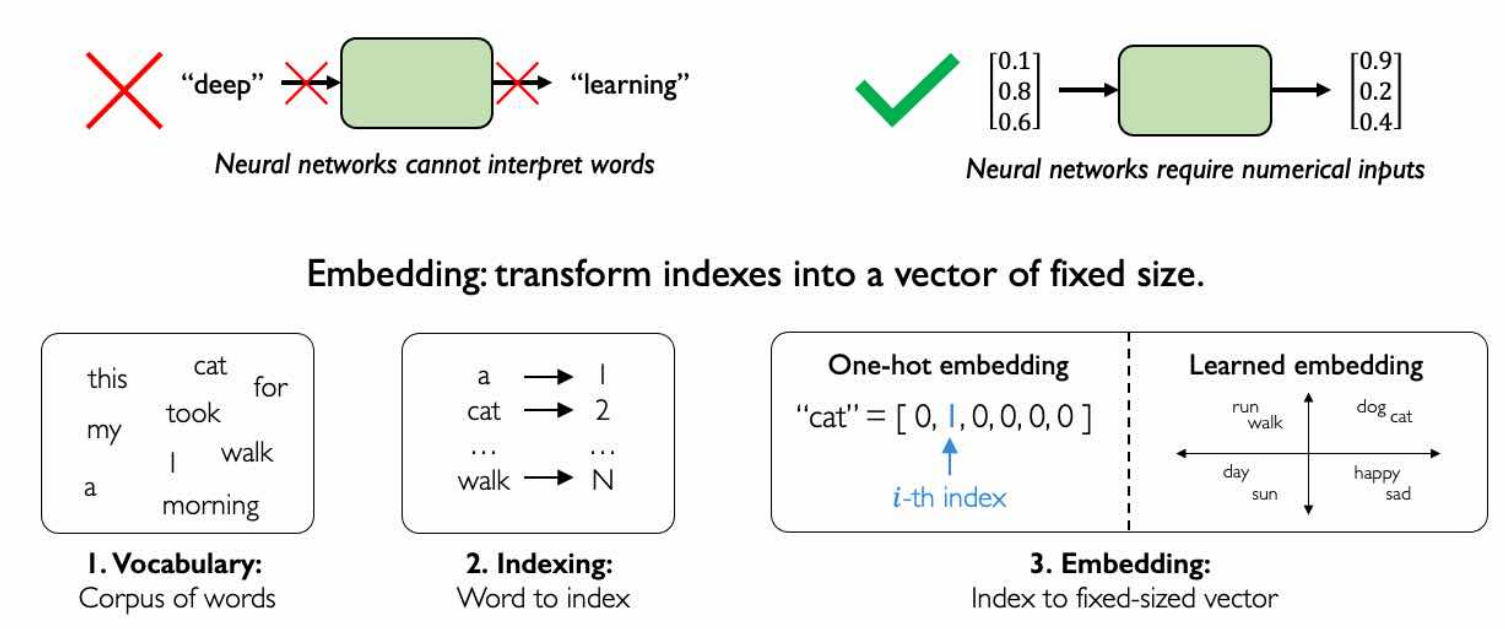 “deep”
“learning”
Neural networks cannot interpret words
[0.1
0.8
0.6]
[0.9
0.2
0.4]
Neural networks require numerical inputs
Embedding: transform indexes into a vector of fixed size.
this
cat
for
my
took
I
walk
a
morning
1. Vocabulary:
Corpus of words
a → 1
cat → 2
... ...
walk → N
2. Indexing:
Word to index
One-hot embedding
“cat” = [ 0, 1, 0, 0, 0, 0 ]
i-th index
Learned embedding
run
walk
dog
cat
day
sun
happy
sad
3. Embedding:
Index to fixed-sized vector